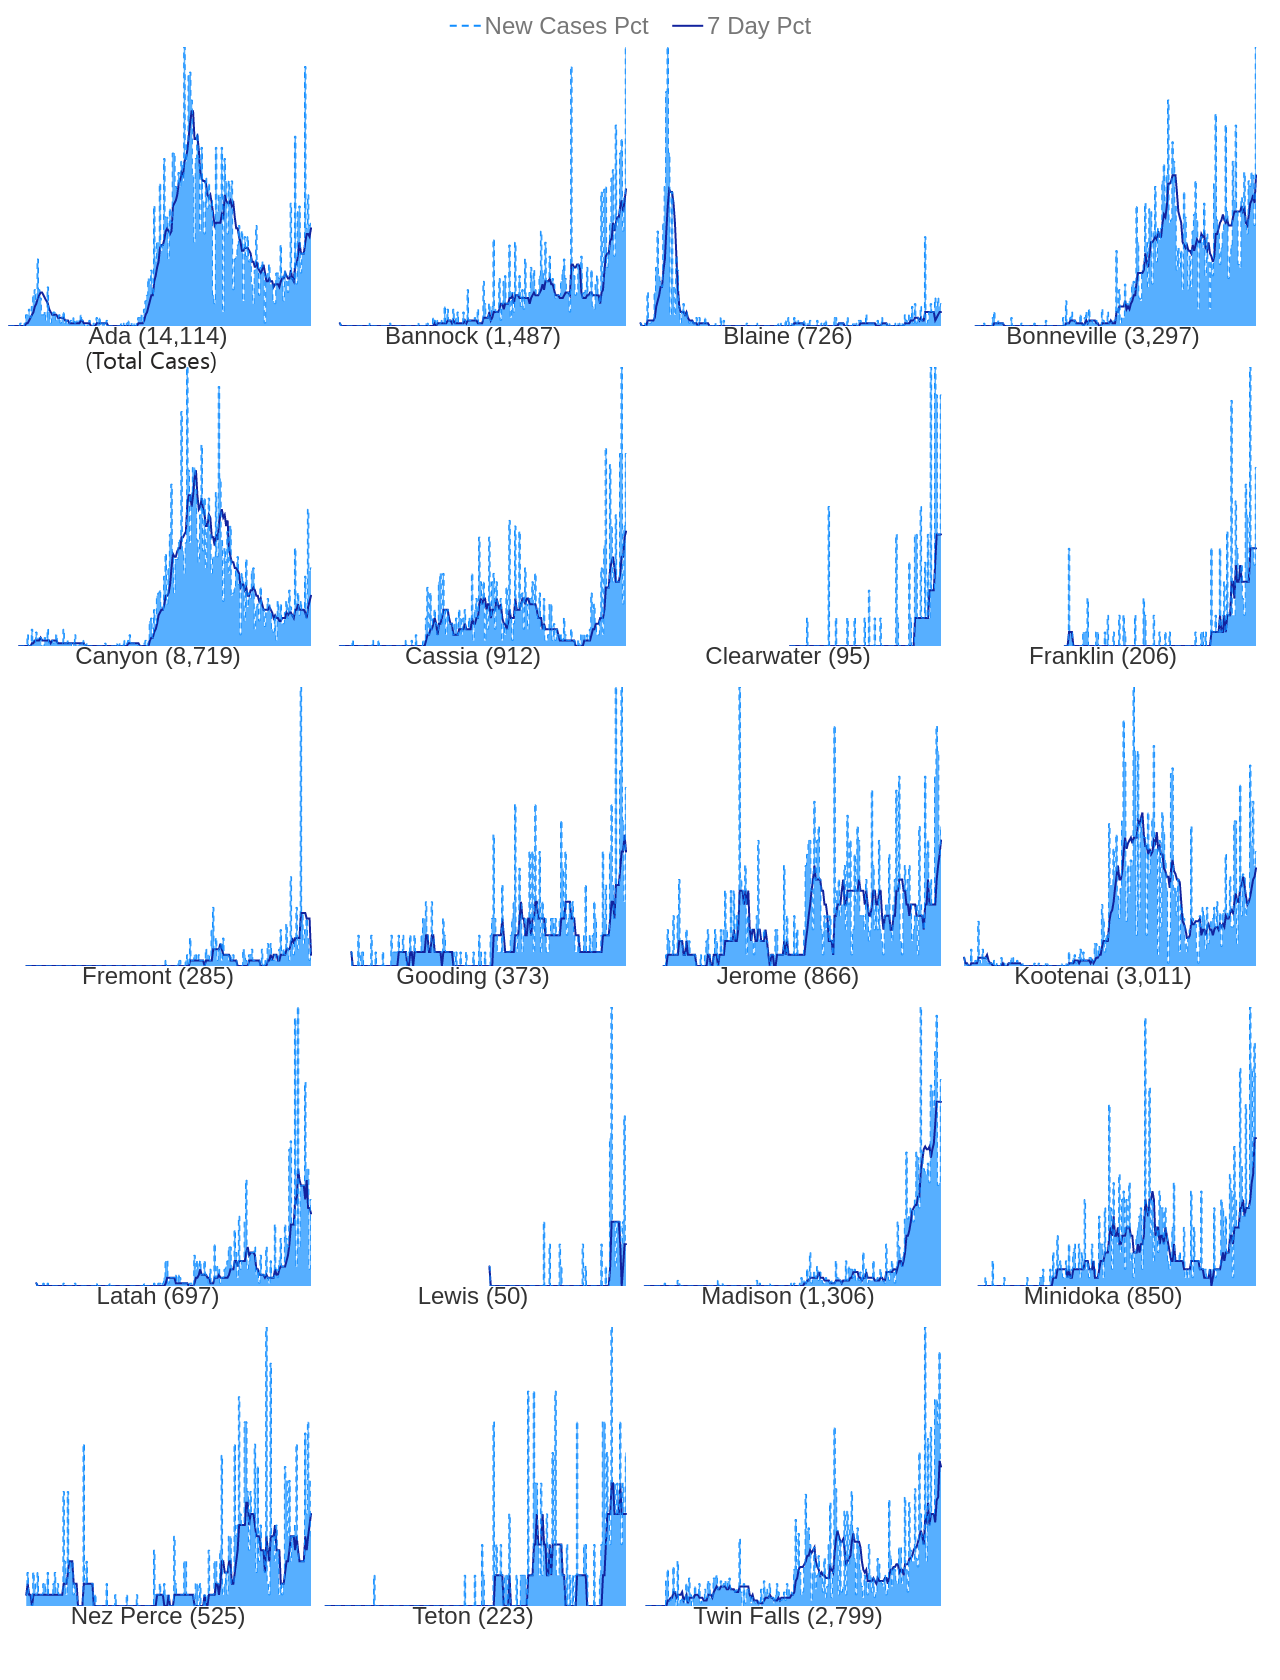 New Cases Pct 7 Day Pct
Ada (14,114) Bannock (1,487) Blaine (726) Bonneville (3,297)
(Total Cases)
Canyon (8,719) Cassia (912) Clearwater (95) Franklin (206)
Fremont (285) Gooding (373) Jerome (866) Kootenai (3,011)
Latah (697) Lewis (50) Madison (1,306) Minidoka (850)
Nez Perce (525) Teton (223) Twin Falls (2,799)